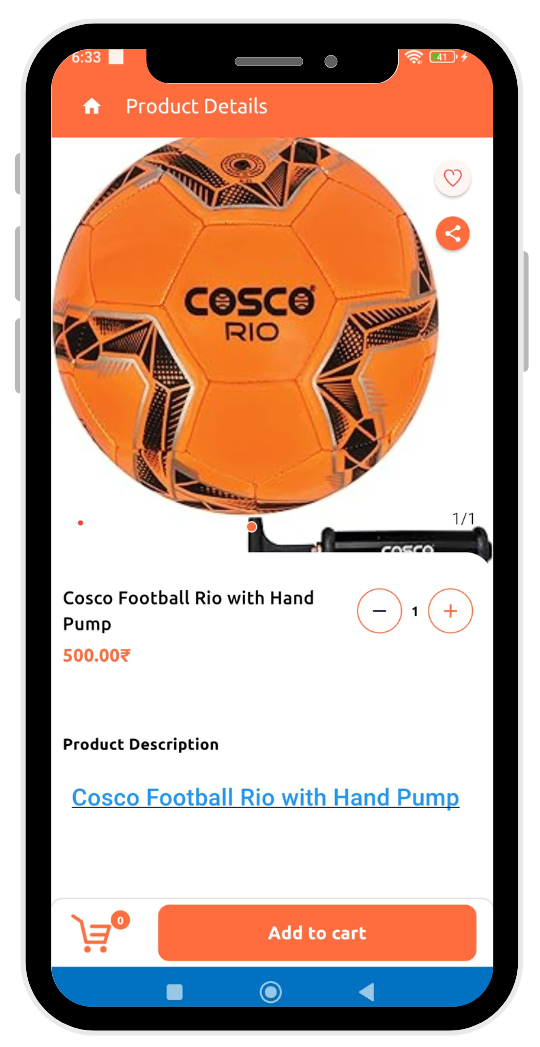 6:33
41
Product Details
COSCO
RIO
1/1
COSCO
Cosco Football Rio with Hand
Pump
1
500.00₹
Product Description
Cosco Football Rio with Hand Pump
0
Add to cart